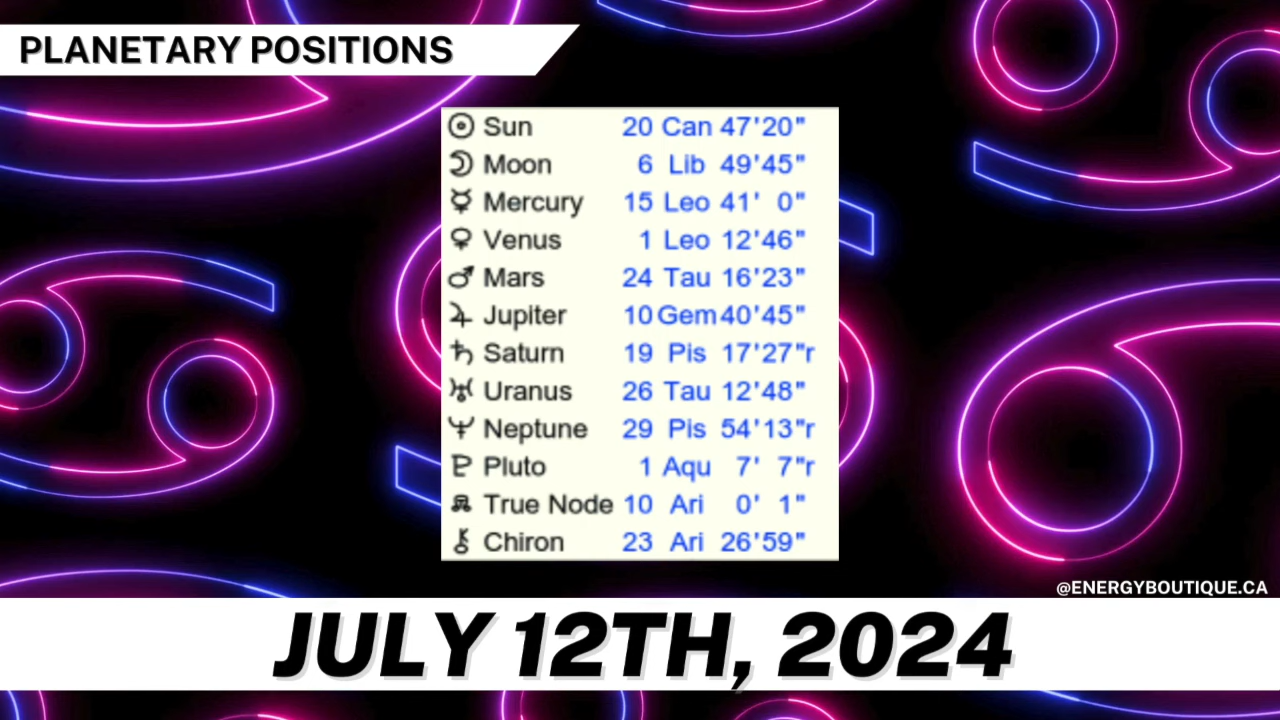 PLANETARY POSITIONS
Sun 20 Can 47'20"
Moon 6 Lib 49'45"
Mercury 15 Leo 41' 0"
Venus 1 Leo 12'46"
Mars 24 Tau 16'23"
Jupiter 10 Gem 40'45"
Saturn 19 Pis 17'27"r
Uranus 26 Tau 12'48"
Neptune 29 Pis 54'13"r
Pluto 1 Aqu 7' 7"r
True Node 10 Ari 0' 1"
Chiron 23 Ari 26'59"
@ENERGYBOUTIQUE.CA
JULY 12TH, 2024